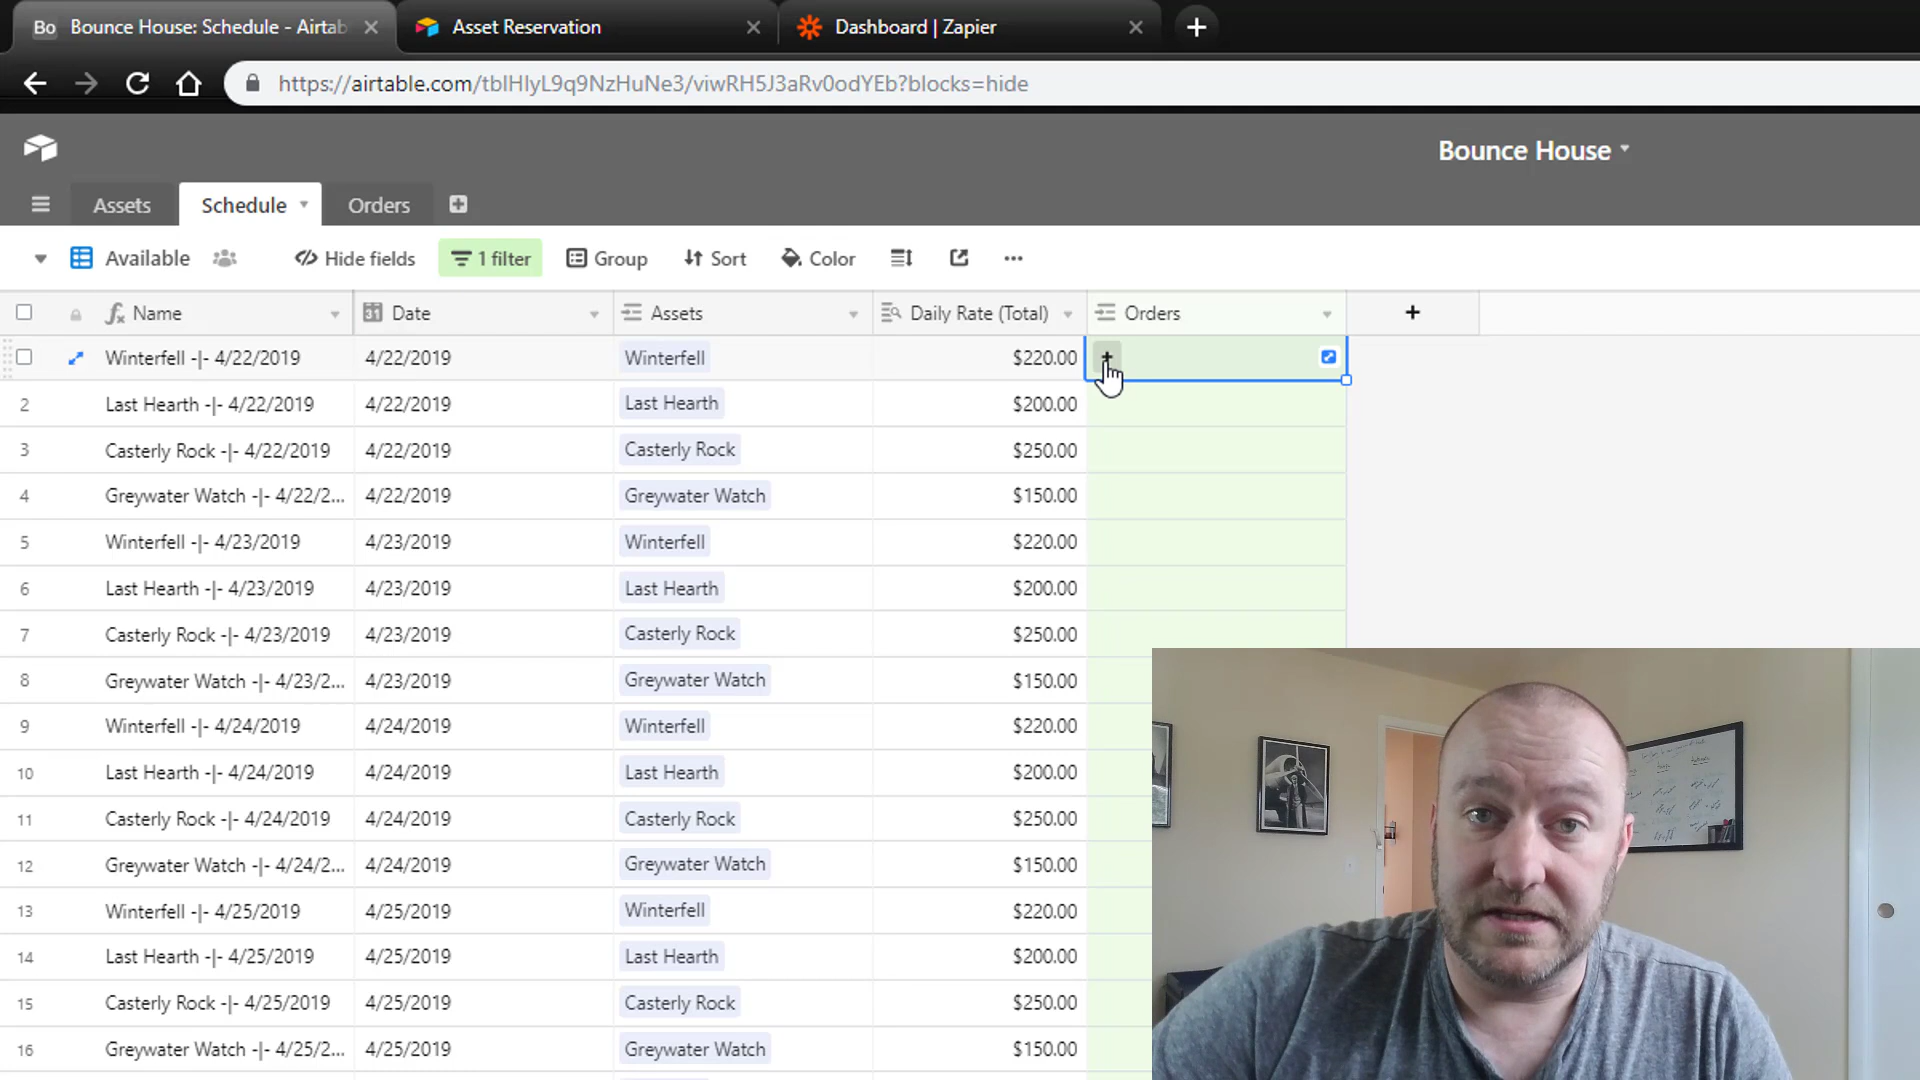 Bo Bounce House: Schedule - Airtab
Asset Reservation
Dashboard | Zapier
https://airtable.com/tblHlyL9q9NzHuNe3/viwRH5J3aRv0odYEb?blocks=hide
Bounce House
Assets Schedule Orders
Available Hide fields 1 filter Group Sort Color
Name 31 Date Assets Daily Rate (Total) Orders
Winterfell -|- 4/22/2019 4/22/2019 Winterfell $220.00
2 Last Hearth -|- 4/22/2019 4/22/2019 Last Hearth $200.00
3 Casterly Rock -|- 4/22/2019 4/22/2019 Casterly Rock $250.00
4 Greywater Watch -|- 4/22/2... 4/22/2019 Greywater Watch $150.00
5 Winterfell -|- 4/23/2019 4/23/2019 Winterfell $220.00
6 Last Hearth -|- 4/23/2019 4/23/2019 Last Hearth $200.00
7 Casterly Rock -|- 4/23/2019 4/23/2019 Casterly Rock $250.00
8 Greywater Watch -|- 4/23/2... 4/23/2019 Greywater Watch $150.00
9 Winterfell -|- 4/24/2019 4/24/2019 Winterfell $220.00
10 Last Hearth -|- 4/24/2019 4/24/2019 Last Hearth $200.00
11 Casterly Rock -|- 4/24/2019 4/24/2019 Casterly Rock $250.00
12 Greywater Watch -|- 4/24/2... 4/24/2019 Greywater Watch $150.00
13 Winterfell -|- 4/25/2019 4/25/2019 Winterfell $220.00
14 Last Hearth -|- 4/25/2019 4/25/2019 Last Hearth $200.00
15 Casterly Rock -|- 4/25/2019 4/25/2019 Casterly Rock $250.00
16 Greywater Watch -|- 4/25/2... 4/25/2019 Greywater Watch $150.00